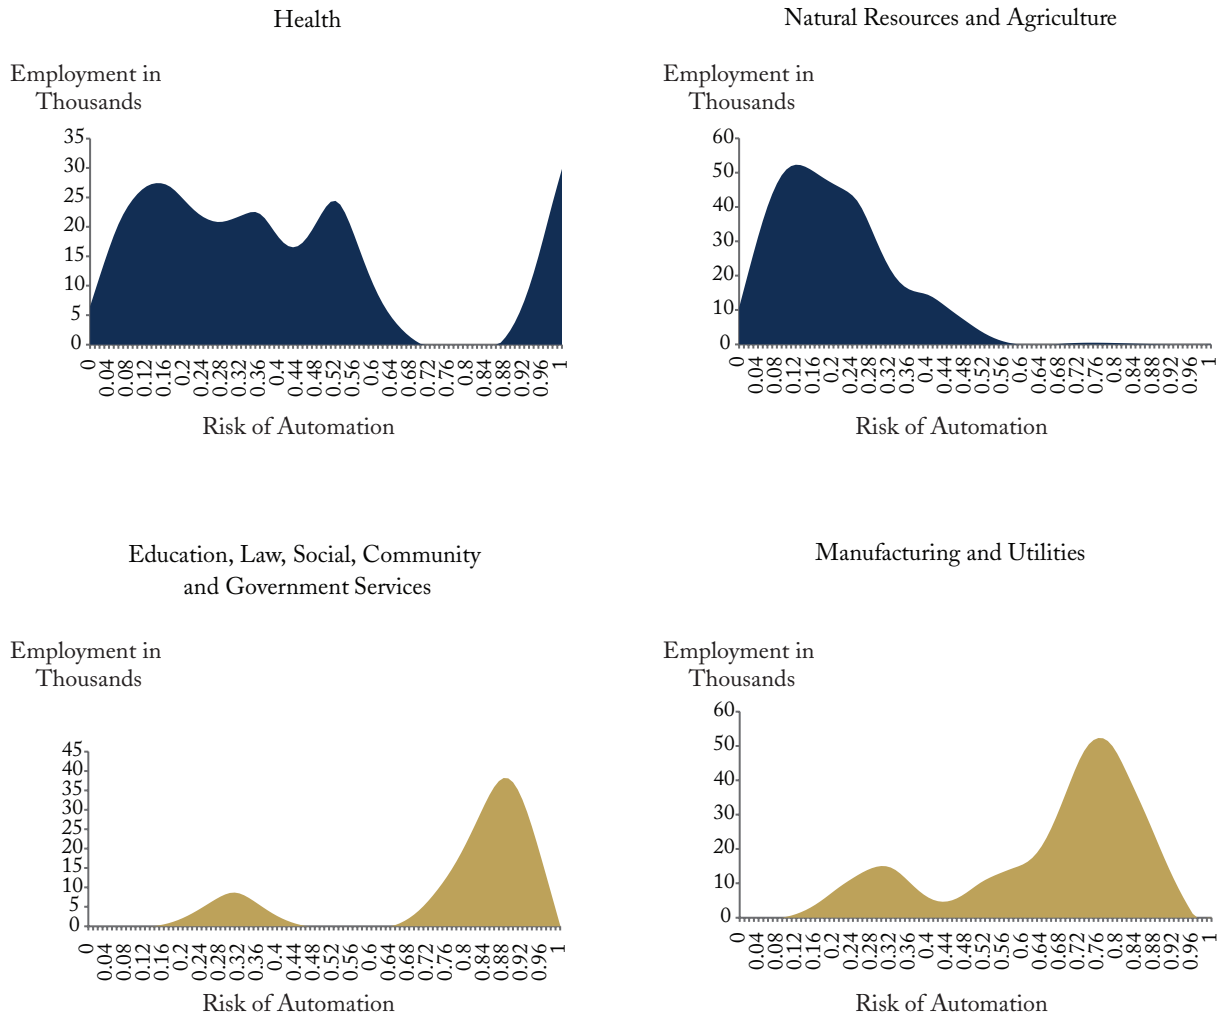 Health
Employment in
Thousands
35
30
25
20
15
10
5
0
0 0.04 0.08 0.12 0.16 0.2 0.24 0.28 0.32 0.36 0.4 0.44 0.48 0.52 0.56 0.6 0.64 0.68 0.72 0.76 0.8 0.84 0.88 0.92 0.96 1
Risk of Automation
Natural Resources and Agriculture
Employment in
Thousands
60
50
40
30
20
10
0
0 0.04 0.12 0.16 0.2 0.24 0.28 0.32 0.36 0.4 0.44 0.48 0.52 0.56 0.6 0.64 0.68 0.72 0.76 0.8 0.84 0.88 0.92 0.96 1
Risk of Automation
Education, Law, Social, Community
and Government Services
Employment in
Thousands
45
40
35
30
25
20
15
10
5
0
0 0.04 0.08 0.12 0.16 0.2 0.24 0.28 0.32 0.36 0.4 0.44 0.48 0.52 0.56 0.6 0.64 0.68 0.72 0.76 0.8 0.84 0.88 0.92 0.96 1
Risk of Automation
Manufacturing and Utilities
Employment in
Thousands
60
50
40
30
20
10
0
0 0.04 0.08 0.12 0.16 0.2 0.24 0.28 0.32 0.36 0.4 0.44 0.48 0.52 0.56 0.6 0.64 0.68 0.72 0.76 0.8 0.84 0.88 0.92 0.96 1
Risk of Automation